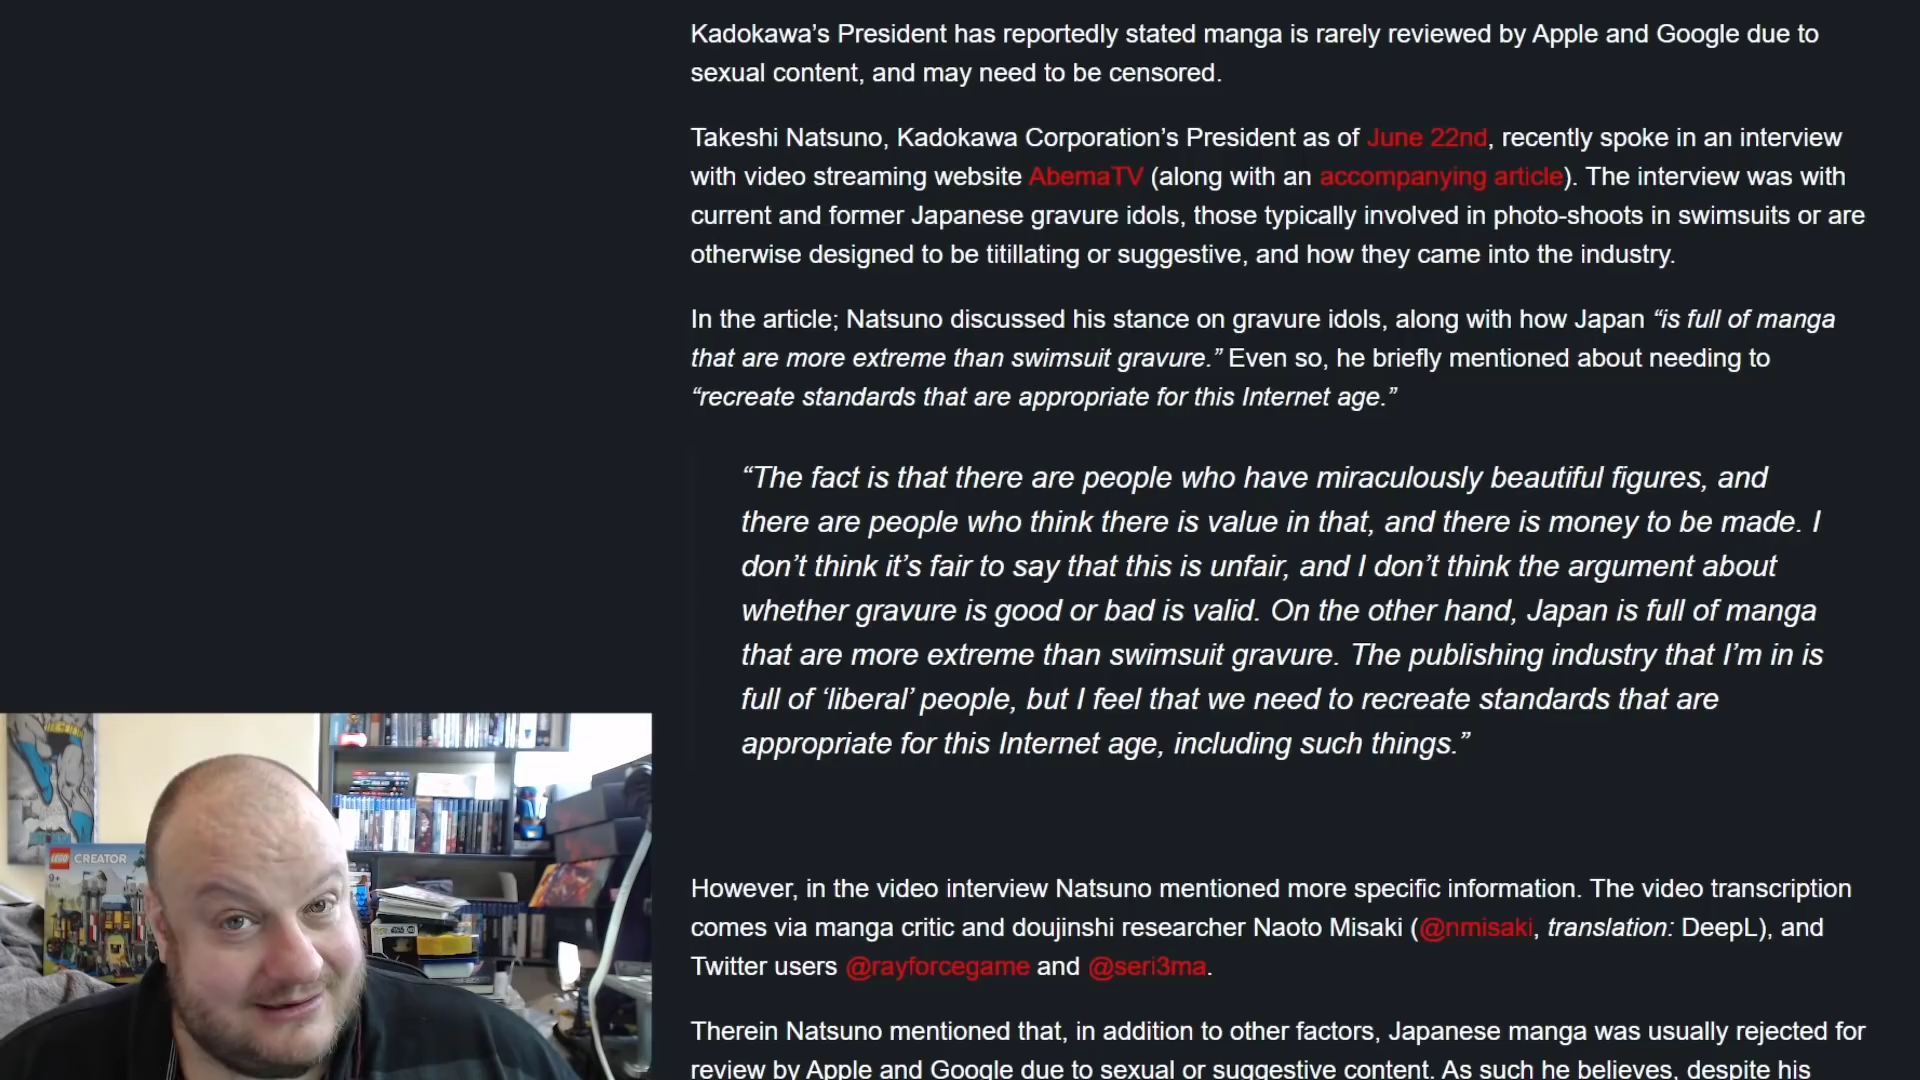 Kadokawa’s President has reportedly stated manga is rarely reviewed by Apple and Google due to
sexual content, and may need to be censored.
Takeshi Natsuno, Kadokawa Corporation’s President as of June 22nd, recently spoke in an interview
with video streaming website AbemaTV (along with an accompanying article). The interview was with
current and former Japanese gravure idols, those typically involved in photo-shoots in swimsuits or are
otherwise designed to be titillating or suggestive, and how they came into the industry.
In the article; Natsuno discussed his stance on gravure idols, along with how Japan “is full of manga
that are more extreme than swimsuit gravure.” Even so, he briefly mentioned about needing to
“recreate standards that are appropriate for this Internet age.”
“The fact is that there are people who have miraculously beautiful figures, and
there are people who think there is value in that, and there is money to be made. I
don’t think it’s fair to say that this is unfair, and I don’t think the argument about
whether gravure is good or bad is valid. On the other hand, Japan is full of manga
that are more extreme than swimsuit gravure. The publishing industry that I’m in is
full of ‘liberal’ people, but I feel that we need to recreate standards that are
appropriate for this Internet age, including such things.”
However, in the video interview Natsuno mentioned more specific information. The video transcription
comes via manga critic and doujinshi researcher Naoto Misaki (@nmisaki, translation: DeepL), and
Twitter users @rayforcegame and @seri3ma.
Therein Natsuno mentioned that, in addition to other factors, Japanese manga was usually rejected for
review by Apple and Google due to sexual or suggestive content. As such he believes, despite his
LEGO CREATOR
9+